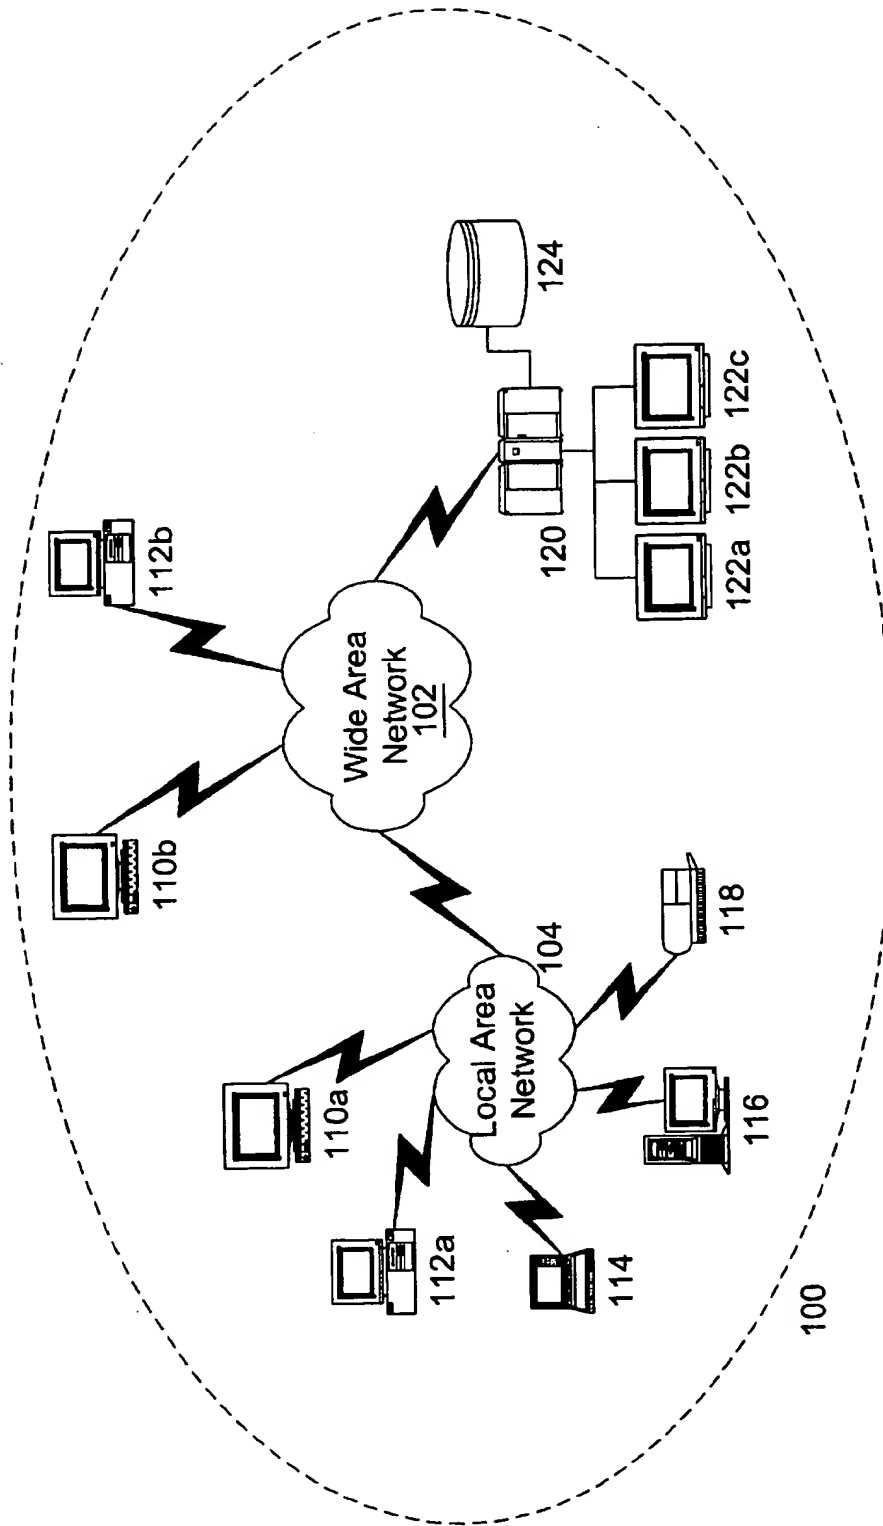 112b
110b
Wide Area
Network
102
124
110a
112a
Local Area
Network
104
120
122a
122b
122c
114
116
118
100